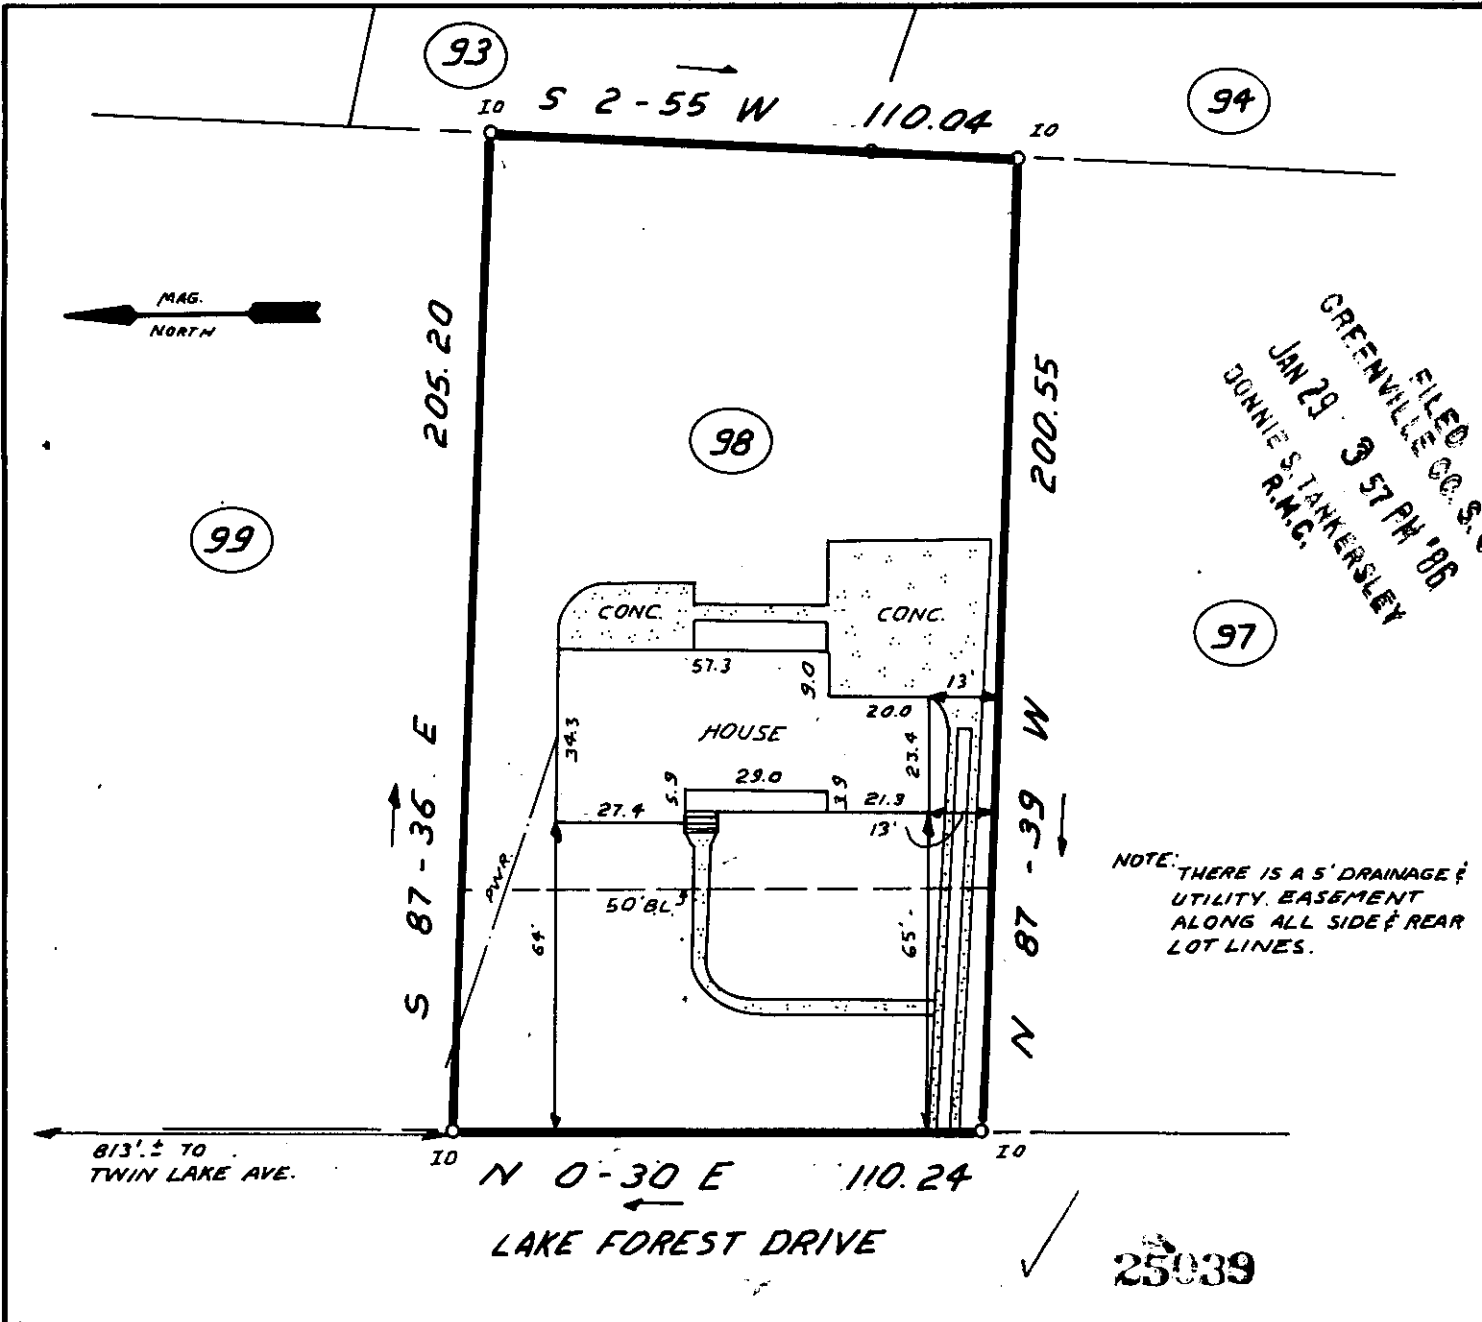 93
94
IO
S 2-55 W
110.04
IO
MAG.
NORTH
205.20
200.55
FILED
GREENVILLE CO. S.C
JAN 29 3 57 PM '86
DONNIE S. TANKERSLEY
R.M.C.
98
99
97
CONC.
CONC.
57.3
9.0
13'
20.0
HOUSE
34.3
23.4
5.9
29.0
3.9
21.3
27.4
13'
S 87-36 E
N 87-39 W
PWR.
50' BL.
64'
65'
NOTE: THERE IS A 5' DRAINAGE &
UTILITY EASEMENT
ALONG ALL SIDE & REAR
LOT LINES.
813'.± TO
TWIN LAKE AVE.
IO
N 0-30 E
110.24
IO
LAKE FOREST DRIVE
25039